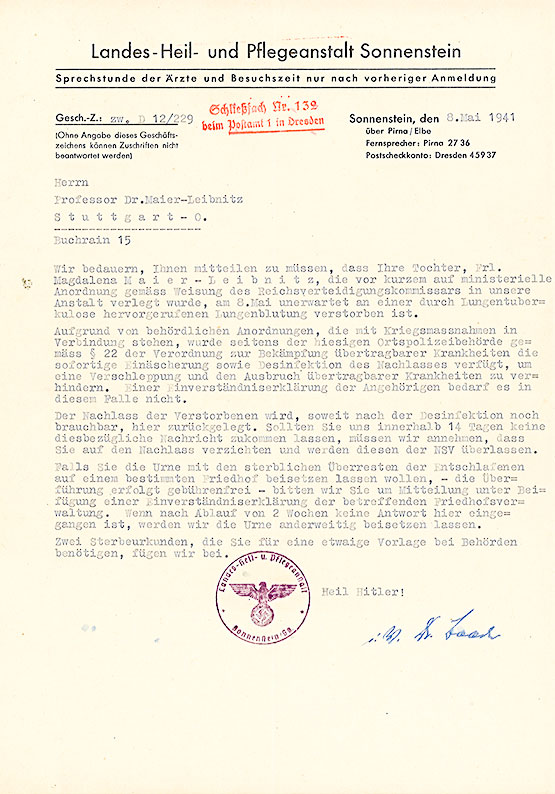 Landes-Heil- und Pflegeanstalt Sonnenstein
Sprechstunde der Ärzte und Besuchszeit nur nach vorheriger Anmeldung
Gesch.-Z.: zw. D 12/229
(Ohne Angabe dieses Geschäfts-
zeichens können Zuschriften nicht
beantwortet werden)
Schließfach Nr. 132
beim Postamt 1 in Dresden
Sonnenstein, den 8.Mai 1941
über Pirna/Elbe
Fernsprecher: Pirna 27 36
Postscheckkonto: Dresden 45937
Herrn
Professor Dr.Maier-Leibnitz
S t u t t g a r t - O.
Buchrain 15
Wir bedauern, Ihnen mitteilen zu müssen, dass Ihre Tochter, Frl.
Magdalena M a i e r - L e i b n i t z, die vor kurzem auf ministerielle
Anordnung gemäss Weisung des Reichsverteidigungskommissars in unsere
Anstalt verlegt wurde, am 8.Mai unerwartet an einer durch Lungentuber=
kulose hervorgerufenen Lungenblutung verstorben ist.
Aufgrund von behördlichen Anordnungen, die mit Kriegsmassnahmen in
Verbindung stehen, wurde seitens der hiesigen Ortspolizeibehörde ge=
mäss § 22 der Verordnung zur Bekämpfung übertragbarer Krankheiten die
sofortige Einäscherung sowie Desinfektion des Nachlasses verfügt, um
eine Verschleppung und den Ausbruch übertragbarer Krankheiten zu ver=
hindern. Einer Einverständniserklärung der Angehörigen bedarf es in
diesem Falle nicht.
Der Nachlass der Verstorbenen wird, soweit nach der Desinfektion noch
brauchbar, hier zurückgelegt. Sollten Sie uns innerhalb 14 Tagen keine
diesbezügliche Nachricht zukommen lassen, müssen wir annehmen, dass
Sie auf den Nachlass verzichten und werden diesen der NSV überlassen.
Falls Sie die Urne mit den sterblichen Überresten der Entschlafenen
auf einem bestimmten Friedhof beisetzen lassen wollen, - die Über=
führung erfolgt gebührenfrei - bitten wir Sie um Mitteilung unter Bei=
fügung einer Einverständniserklärung der betreffenden Friedhofsver=
waltung. Wenn nach Ablauf von 2 Wochen keine Antwort hier einge=
gangen ist, werden wir die Urne anderweitig beisetzen lassen.
Zwei Sterbeurkunden, die Sie für eine etwaige Vorlage bei Behörden
benötigen, fügen wir bei.
Landes-Heil- u. Pflegeanstalt
Sonnenstein-Sa
Heil Hitler!
i.V. Dr.